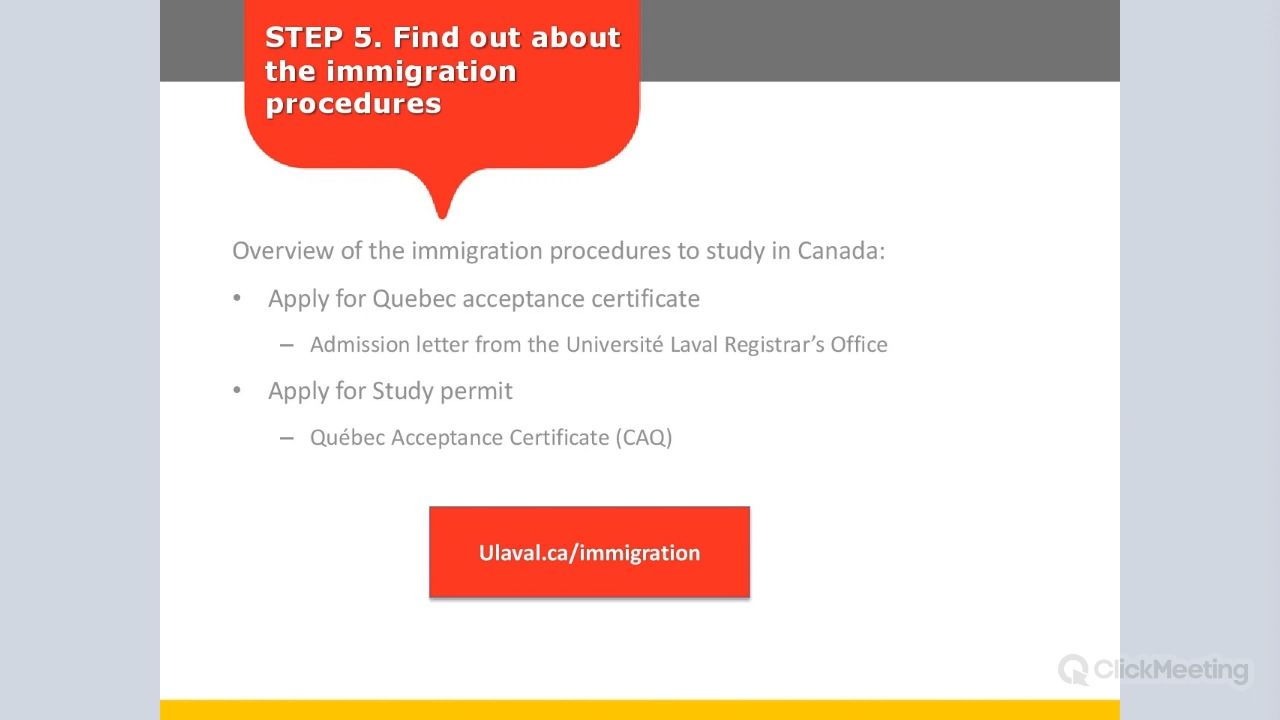 STEP 5. Find out about
the immigration
procedures
Overview of the immigration procedures to study in Canada:
• Apply for Quebec acceptance certificate
– Admission letter from the Université Laval Registrar’s Office
• Apply for Study permit
– Québec Acceptance Certificate (CAQ)
Ulaval.ca/immigration
ClickMeeting